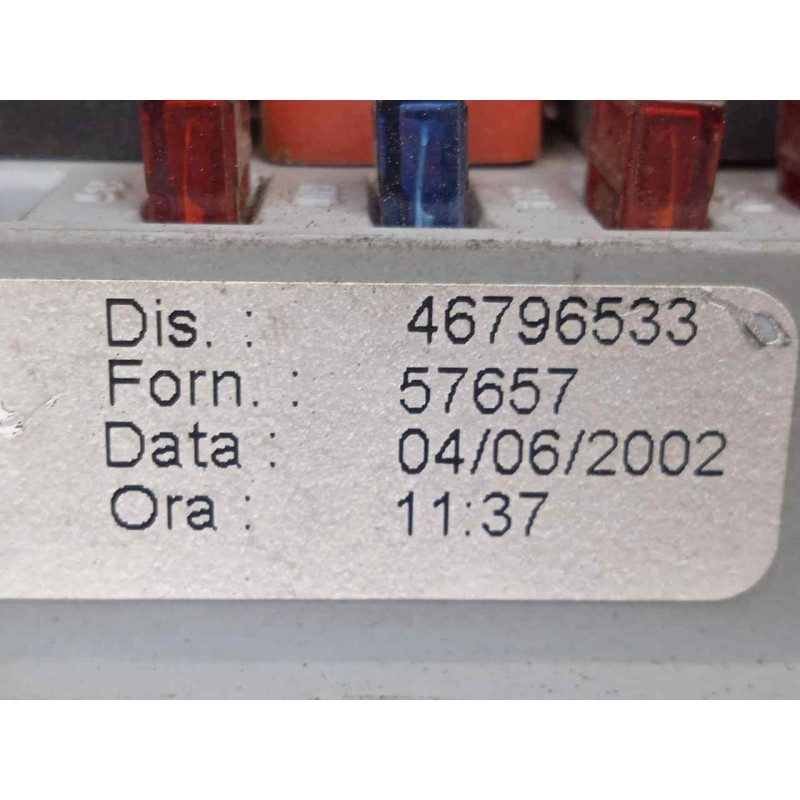 Dis. : 46796533
Forn. : 57657
Data : 04/06/2002
Ora : 11:37